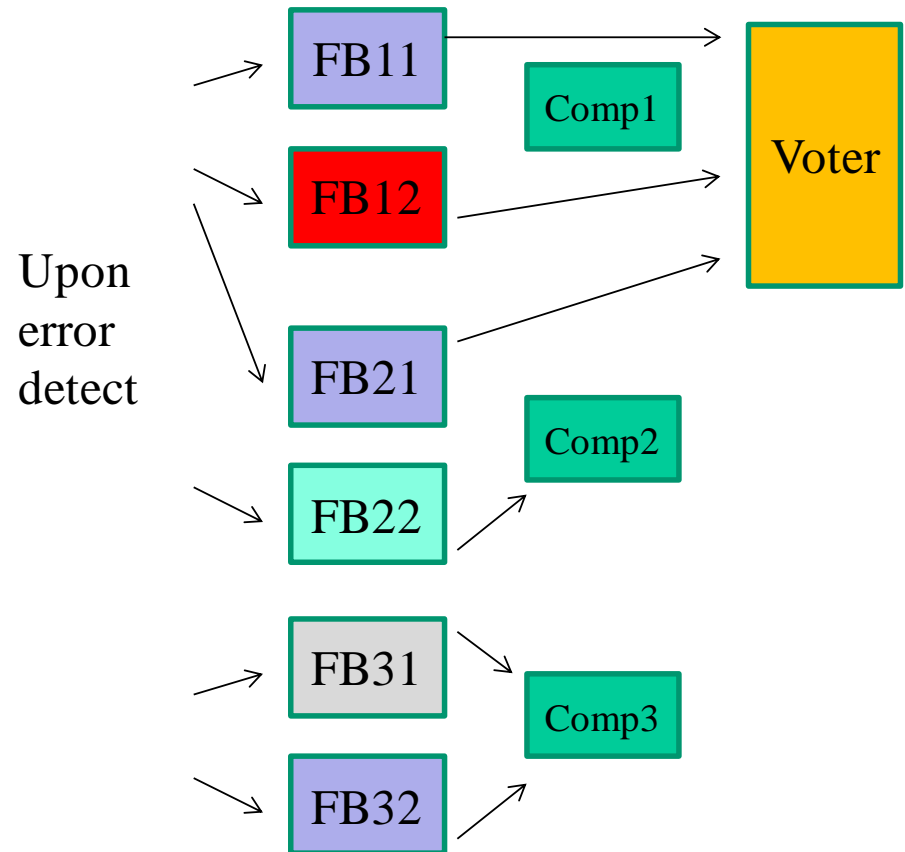 FB11
Comp1
Voter
FB12
Upon
error
detect
FB21
Comp2
FB22
FB31
Comp3
FB32